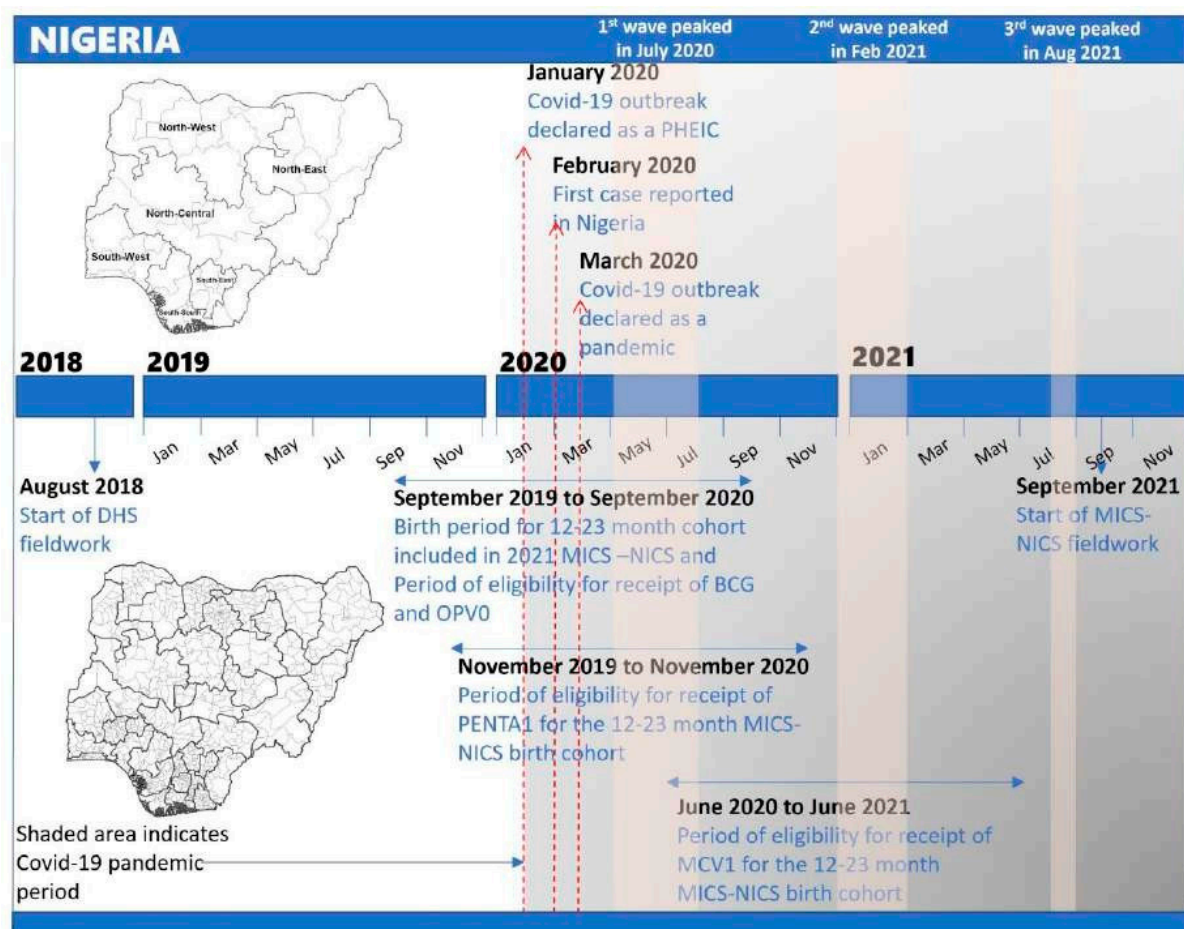 NIGERIA
1st wave peaked
in July 2020
2nd wave peaked
in Feb 2021
3rd wave peaked
in Aug 2021
January 2020
Covid-19 outbreak
declared as a PHEIC
February 2020
First case reported
in Nigeria
March 2020
Covid-19 outbreak
declared as a
pandemic
North-West
North-East
North-Central
South-West
South-East
South-South
2018
2019
2020
2021
Jan Mar May Jul Sep Nov Jan Mar May Jul Sep Nov Jan Mar May Jul Sep Nov
August 2018
Start of DHS
fieldwork
September 2019 to September 2020
Birth period for 12-23 month cohort
included in 2021 MICS –NICS and
Period of eligibility for receipt of BCG
and OPV0
September 2021
Start of MICS-
NICS fieldwork
November 2019 to November 2020
Period of eligibility for receipt of
PENTA1 for the 12-23 month MICS-
NICS birth cohort
June 2020 to June 2021
Period of eligibility for receipt of
MCV1 for the 12-23 month
MICS-NICS birth cohort
Shaded area indicates
Covid-19 pandemic
period